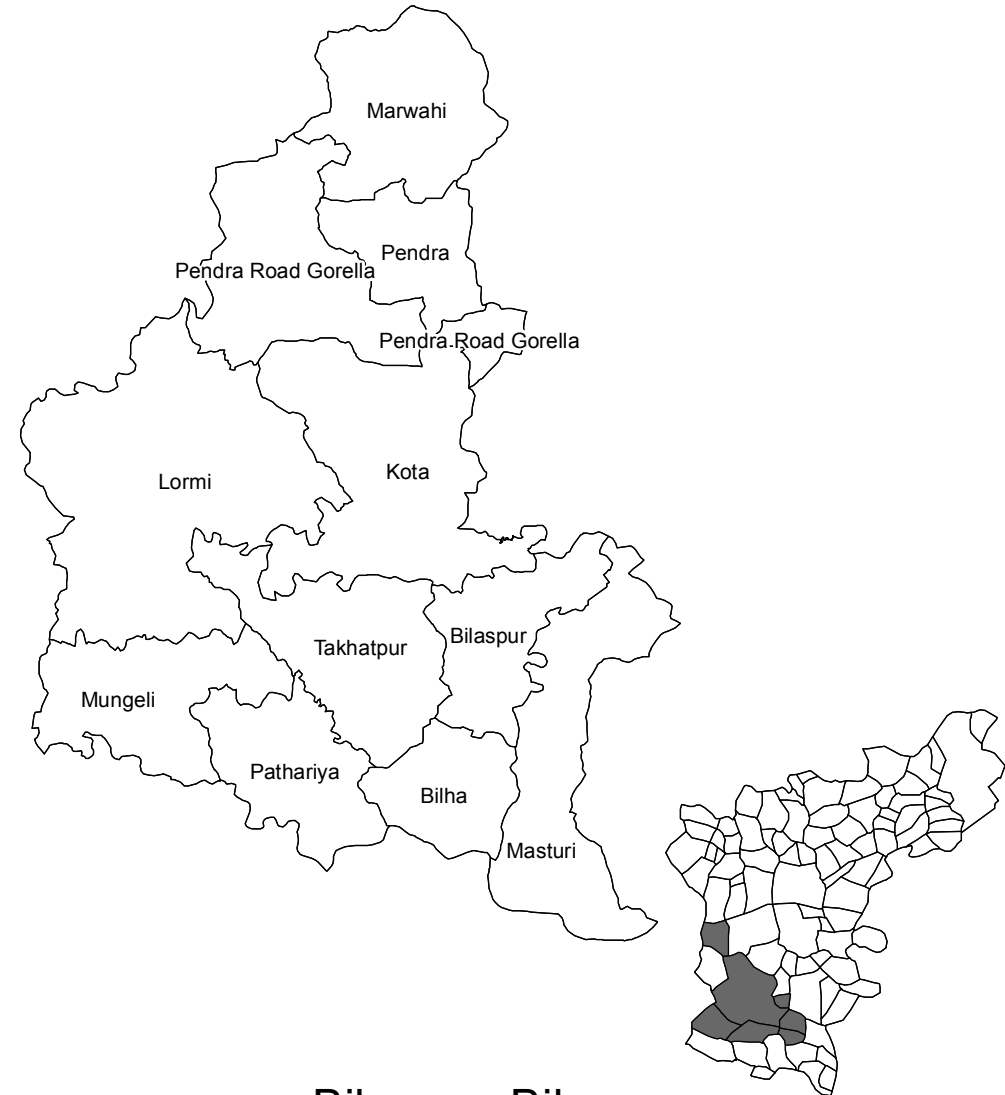 Marwahi
Pendra
Pendra Road Gorella
Pendra Road Gorella
Kota
Lormi
Bilaspur
Takhatpur
Mungeli
Pathariya
Bilha
Masturi